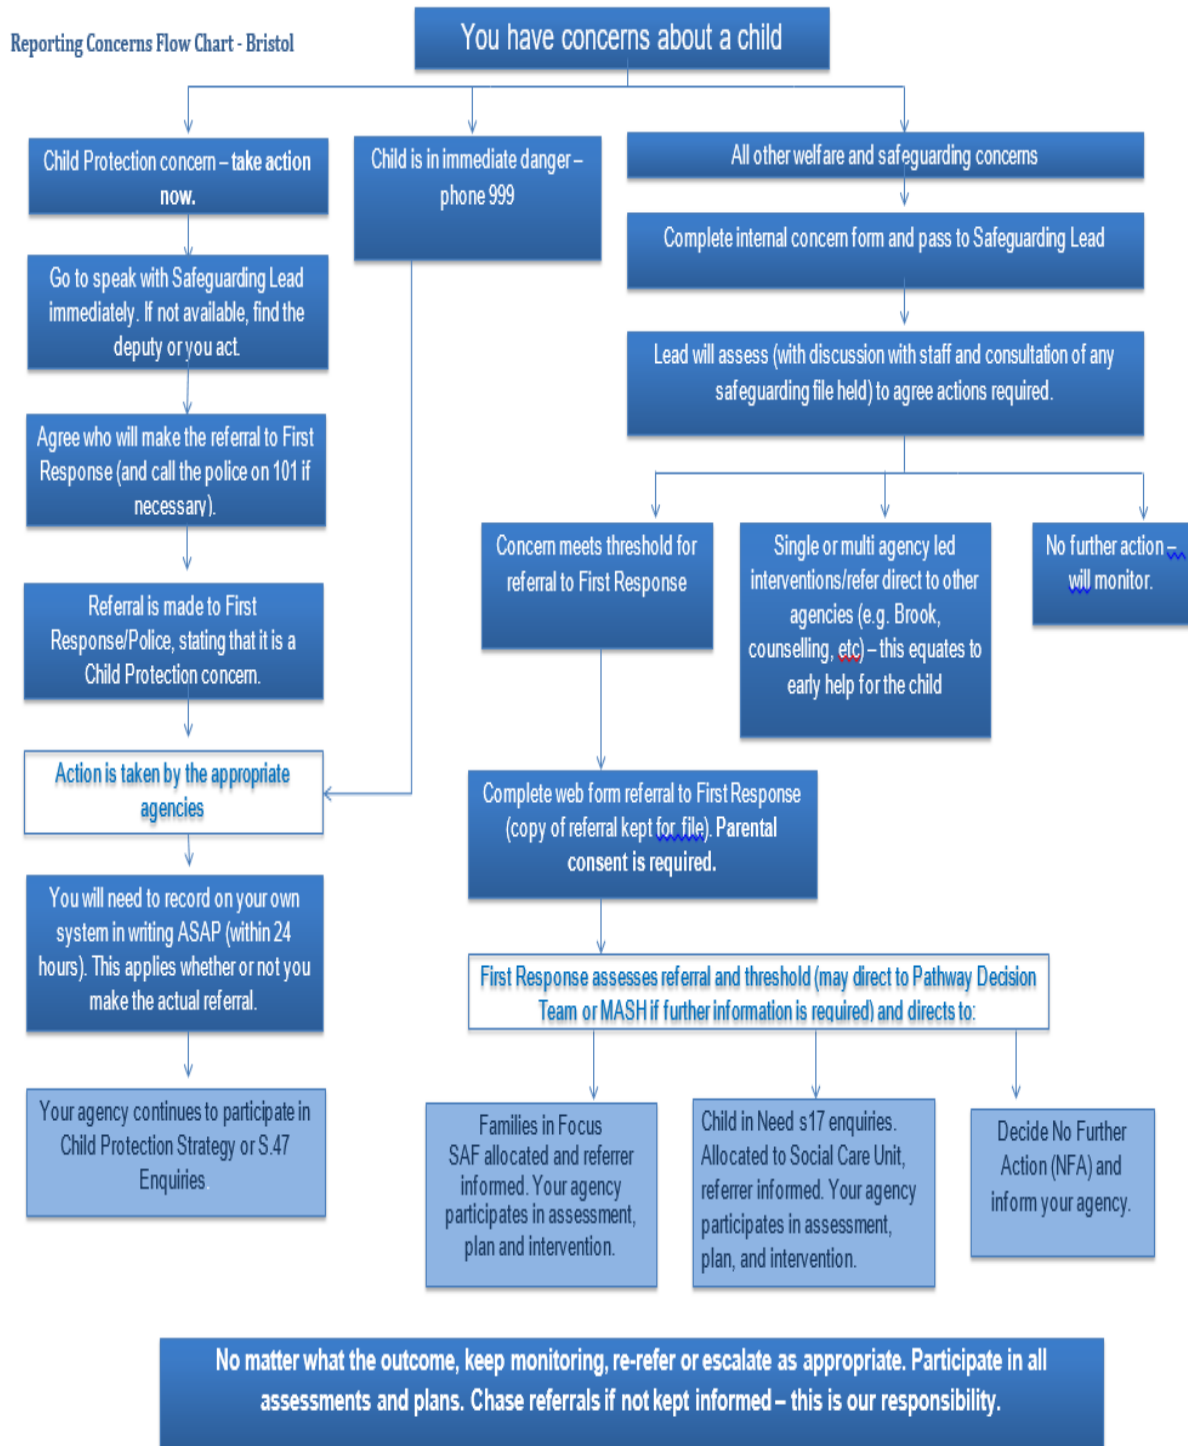 Reporting Concerns Flow Chart - Bristol
You have concerns about a child
Child Protection concern – take action
now.
Child is in immediate danger –
phone 999
All other welfare and safeguarding concerns
Go to speak with Safeguarding Lead
immediately. If not available, find the
deputy or you act.
Complete internal concern form and pass to Safeguarding Lead
Lead will assess (with discussion with staff and consultation of any
safeguarding file held) to agree actions required.
Agree who will make the referral to First
Response (and call the police on 101 if
necessary).
Concern meets threshold for
referral to First Response
Single or multi agency led
interventions/refer direct to other
agencies (e.g. Brook,
counselling, etc) – this equates to
early help for the child
No further action –
will monitor.
Referral is made to First
Response/Police, stating that it is a
Child Protection concern.
Action is taken by the appropriate
agencies
Complete web form referral to First Response
(copy of referral kept for file). Parental
consent is required.
You will need to record on your own
system in writing ASAP (within 24
hours). This applies whether or not you
make the actual referral.
First Response assesses referral and threshold (may direct to Pathway Decision
Team or MASH if further information is required) and directs to:
Your agency continues to participate in
Child Protection Strategy or S.47
Enquiries.
Families in Focus
SAF allocated and referrer
informed. Your agency
participates in assessment,
plan and intervention.
Child in Need s17 enquiries.
Allocated to Social Care Unit,
referrer informed. Your agency
participates in assessment,
plan, and intervention.
Decide No Further
Action (NFA) and
inform your agency.
No matter what the outcome, keep monitoring, re-refer or escalate as appropriate. Participate in all
assessments and plans. Chase referrals if not kept informed – this is our responsibility.